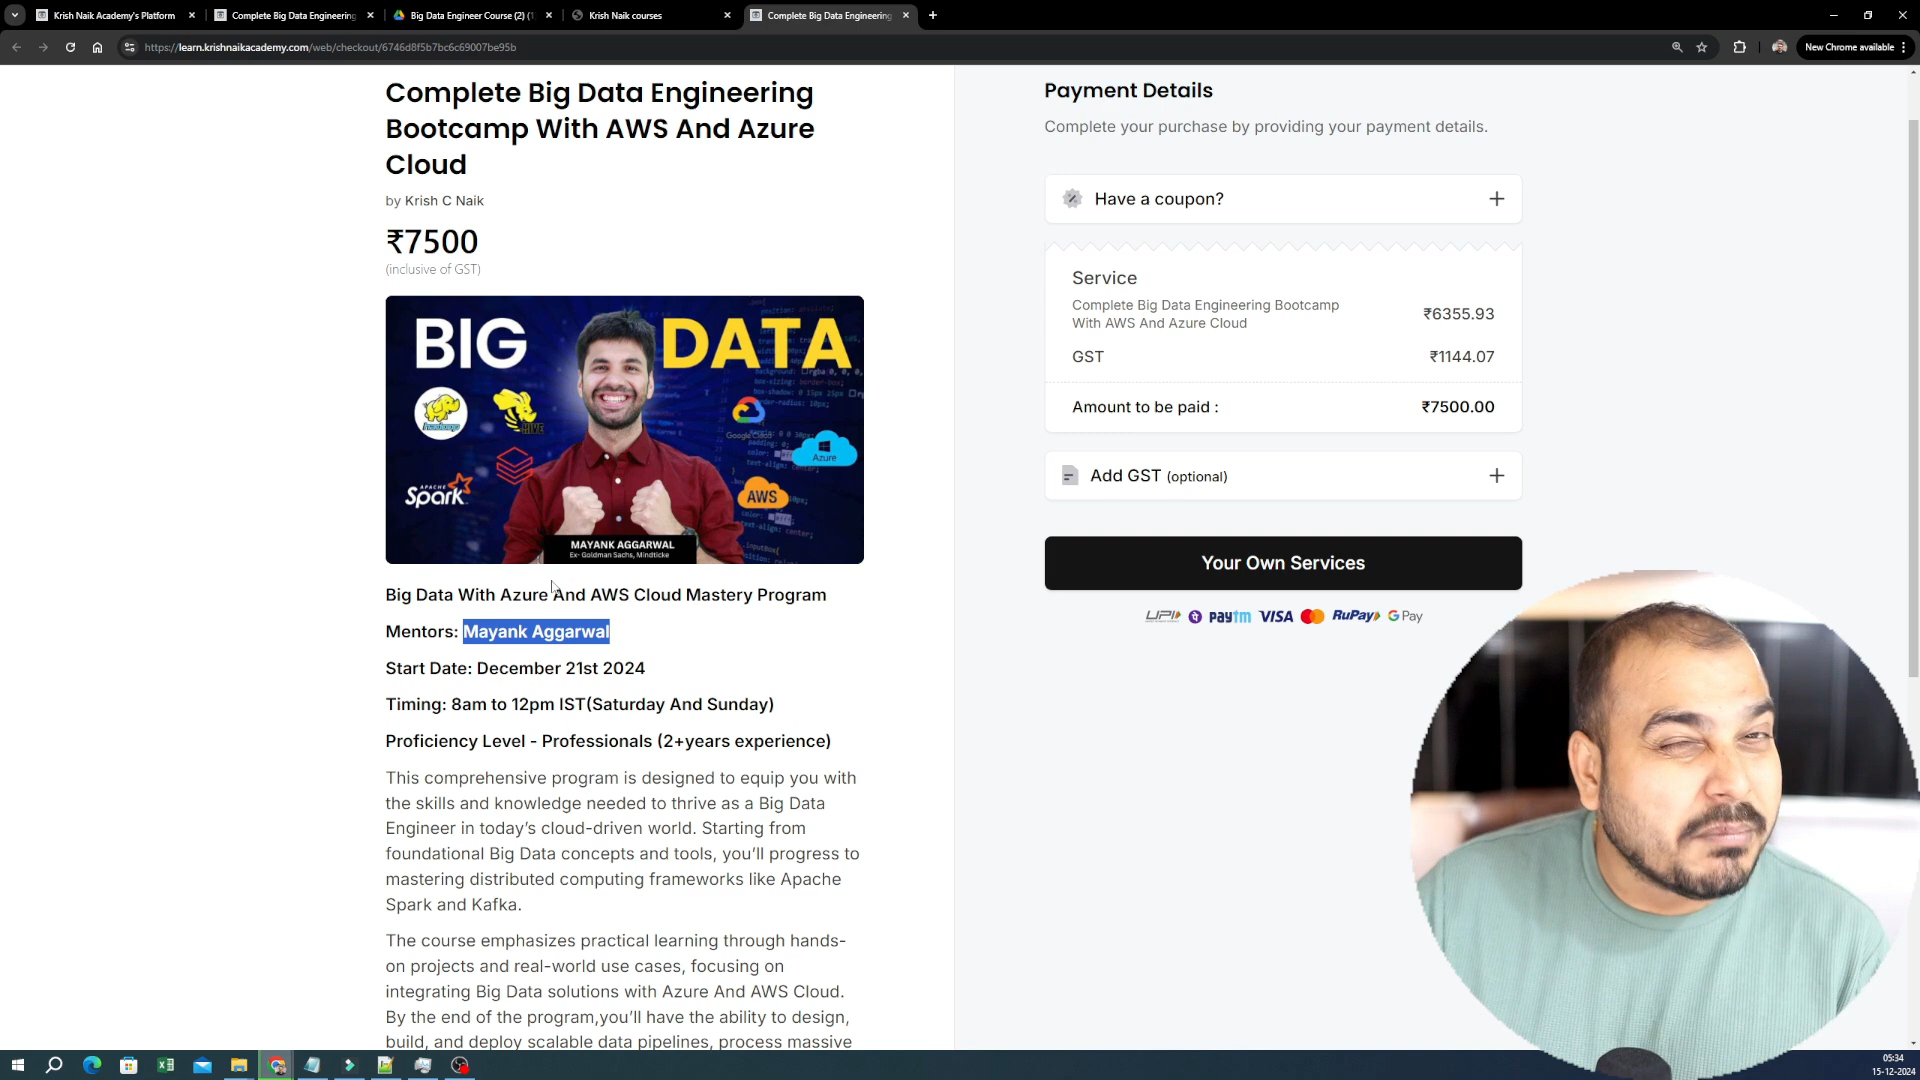 Krish Naik Academy's Platform
Complete Big Data Engineering
Big Data Engineer Course (2) (1
Krish Naik courses
Complete Big Data Engineering
https://learn.krishnaikacademy.com/web/checkout/6746d8f5b7bc6c69007be95b
New Chrome available
Complete Big Data Engineering
Bootcamp With AWS And Azure
Cloud
by Krish C Naik
₹7500
(inclusive of GST)
BIG DATA
hadoop
HIVE
Google Cloud
Azure
APACHE
Spark
AWS
MAYANK AGGARWAL
Ex- Goldman Sachs, Mindticke
Big Data With Azure And AWS Cloud Mastery Program
Mentors: Mayank Aggarwal
Start Date: December 21st 2024
Timing: 8am to 12pm IST(Saturday And Sunday)
Proficiency Level - Professionals (2+years experience)
This comprehensive program is designed to equip you with
the skills and knowledge needed to thrive as a Big Data
Engineer in today's cloud-driven world. Starting from
foundational Big Data concepts and tools, you'll progress to
mastering distributed computing frameworks like Apache
Spark and Kafka.
The course emphasizes practical learning through hands-
on projects and real-world use cases, focusing on
integrating Big Data solutions with Azure And AWS Cloud.
By the end of the program,you'll have the ability to design,
build, and deploy scalable data pipelines, process massive
Payment Details
Complete your purchase by providing your payment details.
Have a coupon?
Service
Complete Big Data Engineering Bootcamp
With AWS And Azure Cloud
₹6355.93
GST ₹1144.07
Amount to be paid : ₹7500.00
Add GST (optional)
Your Own Services
UPI paytm VISA RuPay G Pay
05:34
15-12-2024